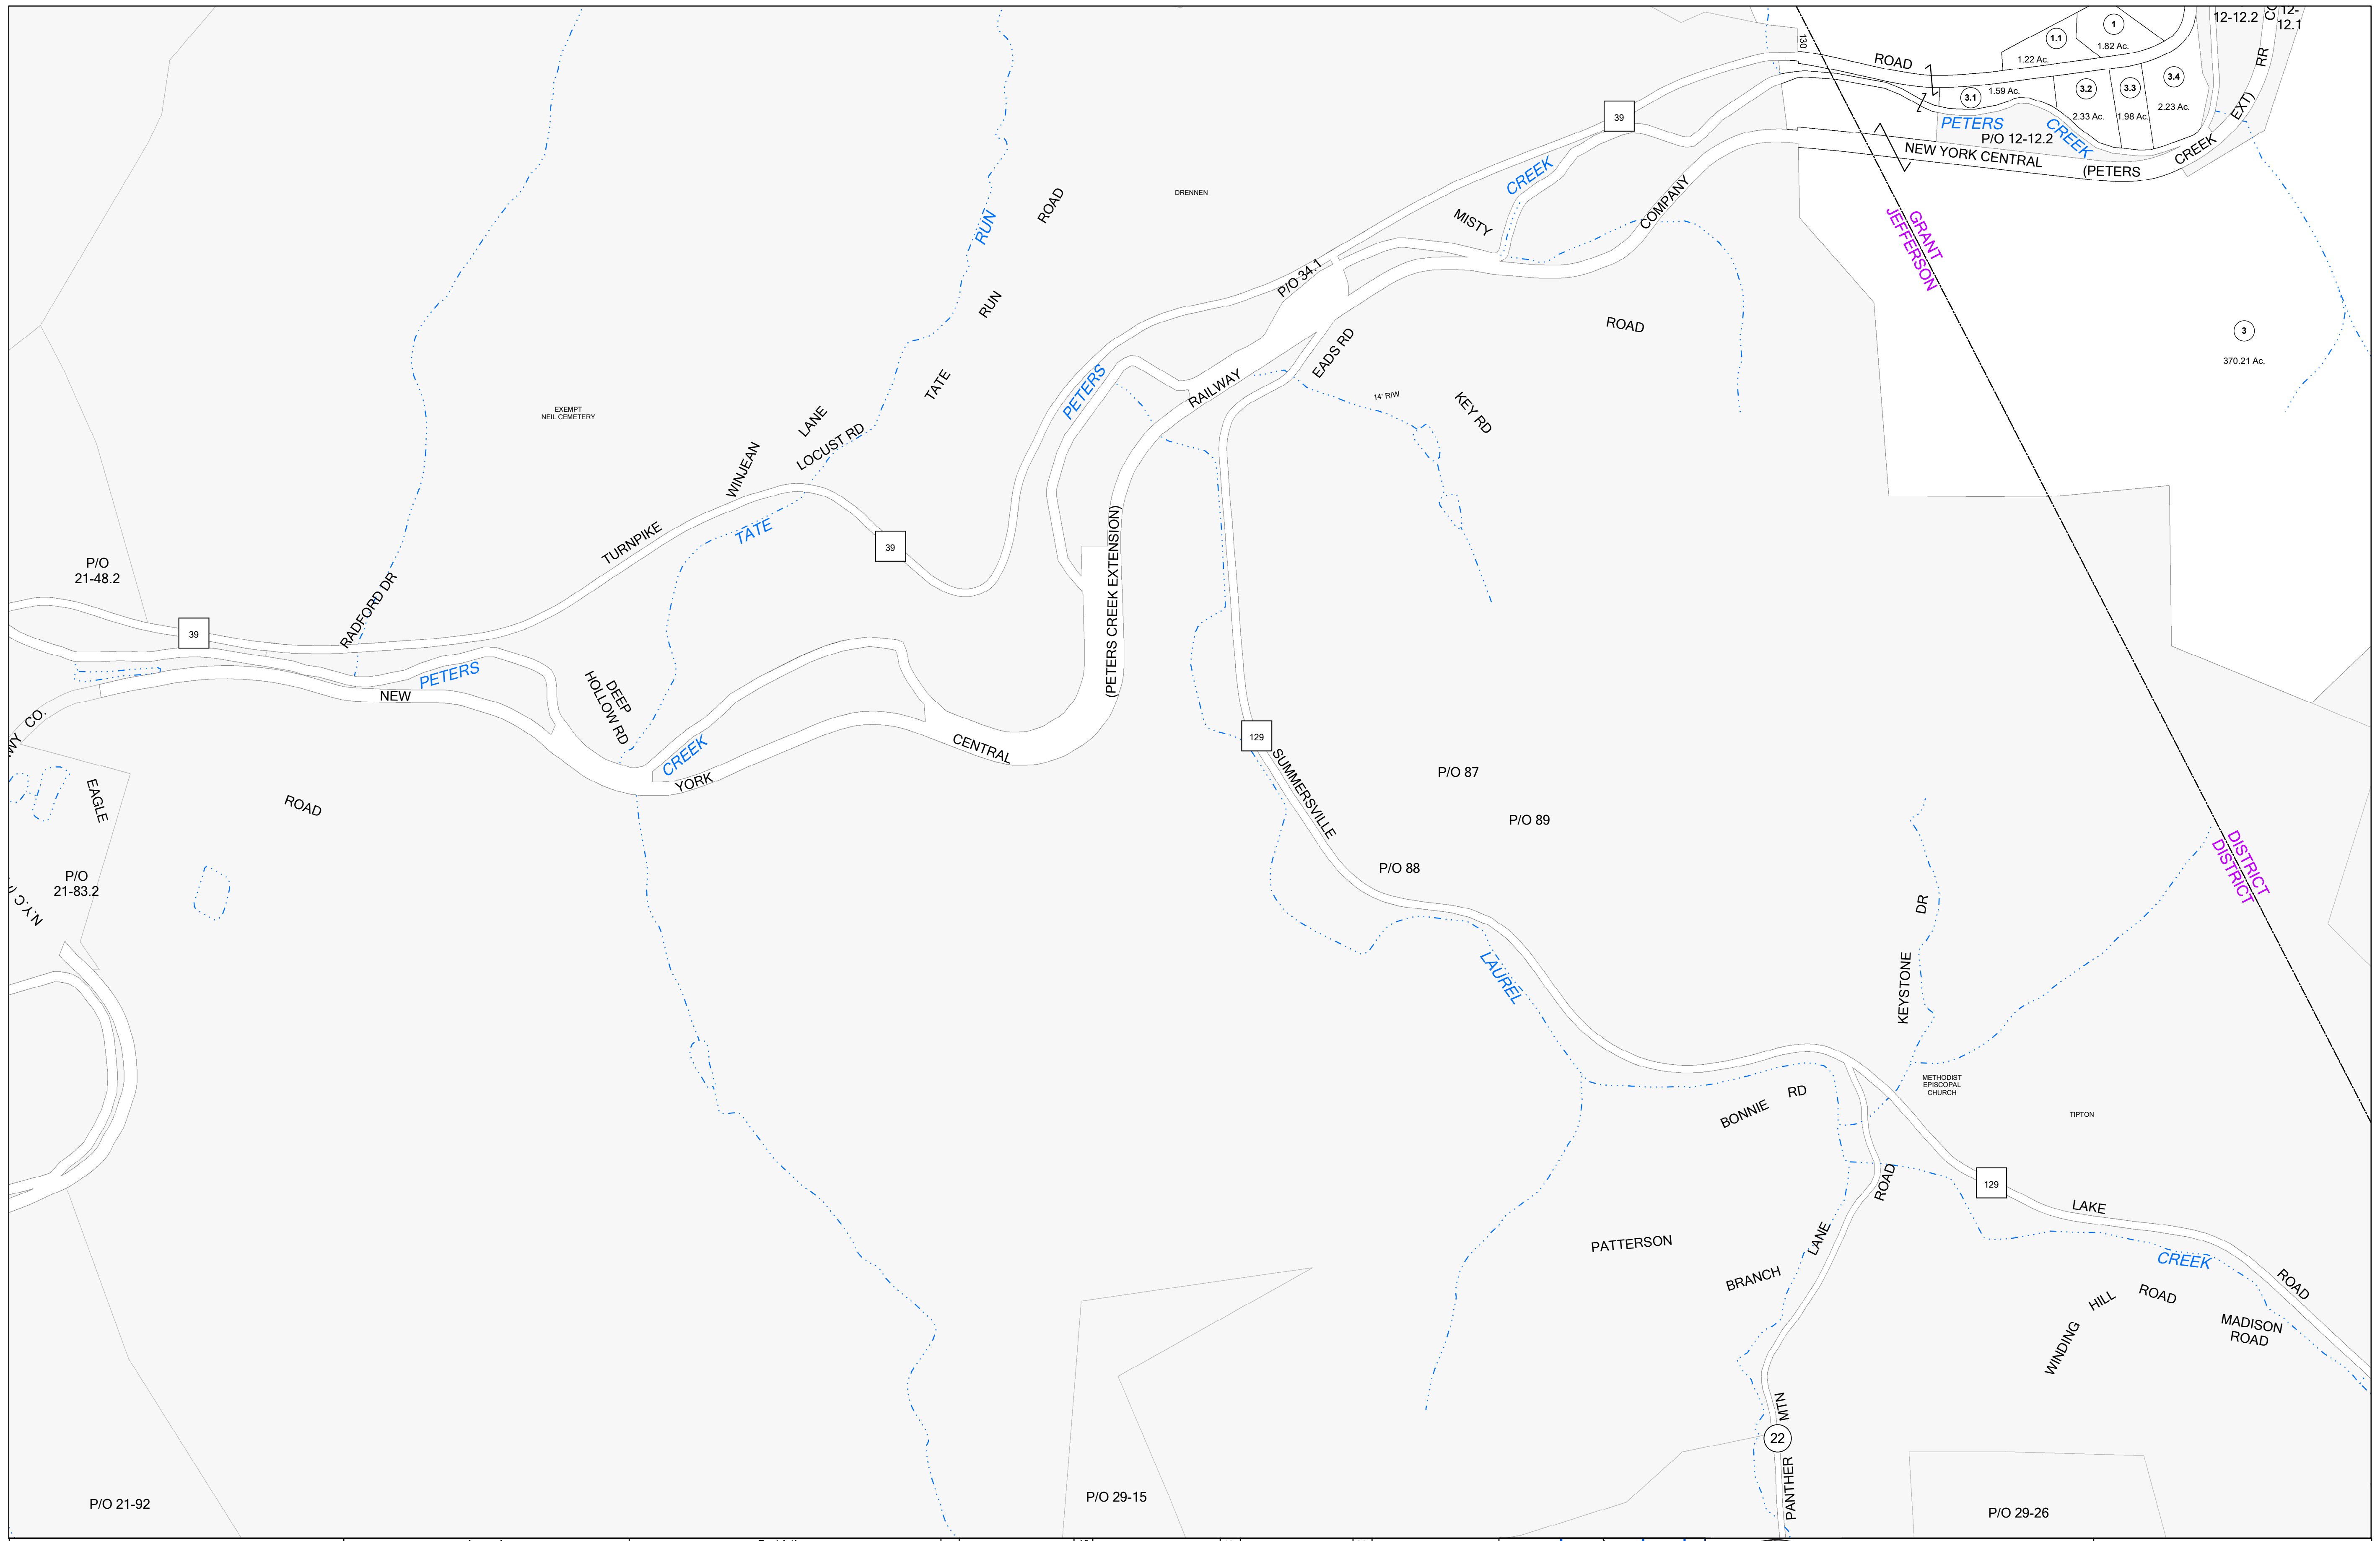 12-12.2
CO
12-
12.1
1
1.82 Ac.
1.1
1.22 Ac.
130
ROAD
RR
3.1
1.59 Ac.
3.2
2.33 Ac.
3.3
1.98 Ac.
3.4
2.23 Ac.
39
PETERS
CREEK
P/O 12-12.2
EXT)
NEW YORK CENTRAL
(PETERS
CREEK
CREEK
DRENNEN
RUN
ROAD
MISTY
COMPANY
GRANT
JEFFERSON
P/O 34.1
RUN
ROAD
3
370.21 Ac.
EADS RD
TATE
PETERS
RAILWAY
14' R/W
KEY RD
EXEMPT
NEIL CEMETERY
LANE
LOCUST RD
WINJEAN
TURNPIKE
TATE
39
(PETERS CREEK EXTENSION)
P/O
21-48.2
RADFORD DR
39
PETERS
NEW
DEEP
HOLLOW RD
CREEK
YORK
CENTRAL
WY CO.
129
SUMMERSVILLE
P/O 87
P/O 89
P/O 88
EAGLE
ROAD
P/O
21-83.2
N.Y.C
DISTRICT
DISTRICT
DR
KEYSTONE
LAUREL
METHODIST
EPISCOPAL
CHURCH
TIPTON
BONNIE
RD
ROAD
129
LAKE
PATTERSON
LANE
BRANCH
CREEK
ROAD
HILL
ROAD
WINDING
MADISON
ROAD
MTN
22
PANTHER
P/O 21-92
P/O 29-15
P/O 29-26